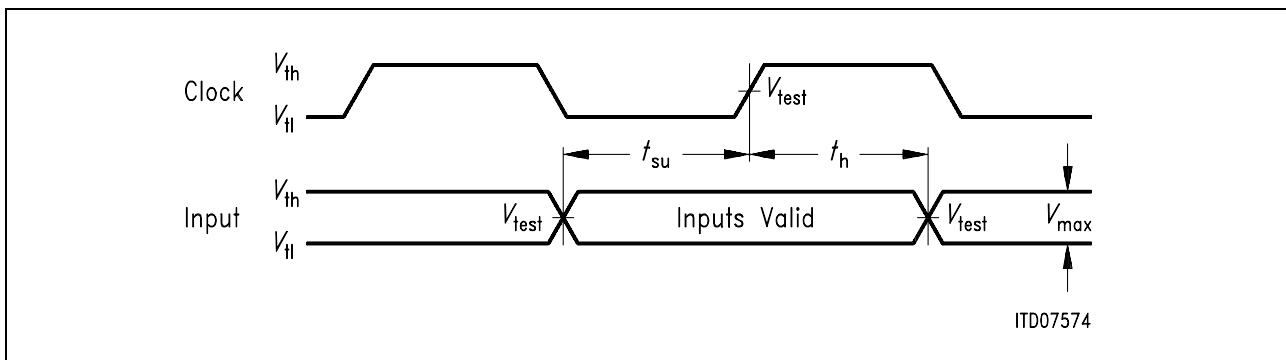 Clock
Vth
Vtl
Vtest
tsu
th
Input
Vth
Vtl
Vtest
Inputs Valid
Vtest
Vmax
ITD07574